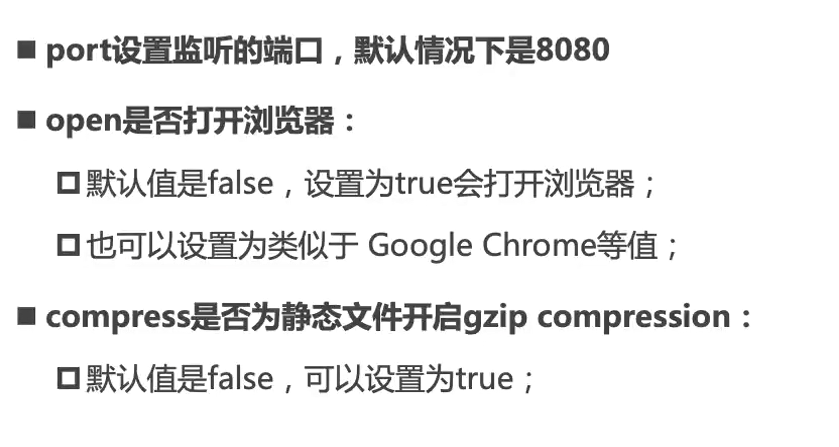 ■ port设置监听的端口，默认情况下是8080
■ open是否打开浏览器：
□ 默认值是false，设置为true会打开浏览器；
□ 也可以设置为类似于 Google Chrome等值；
■ compress是否为静态文件开启gzip compression：
□ 默认值是false，可以设置为true；